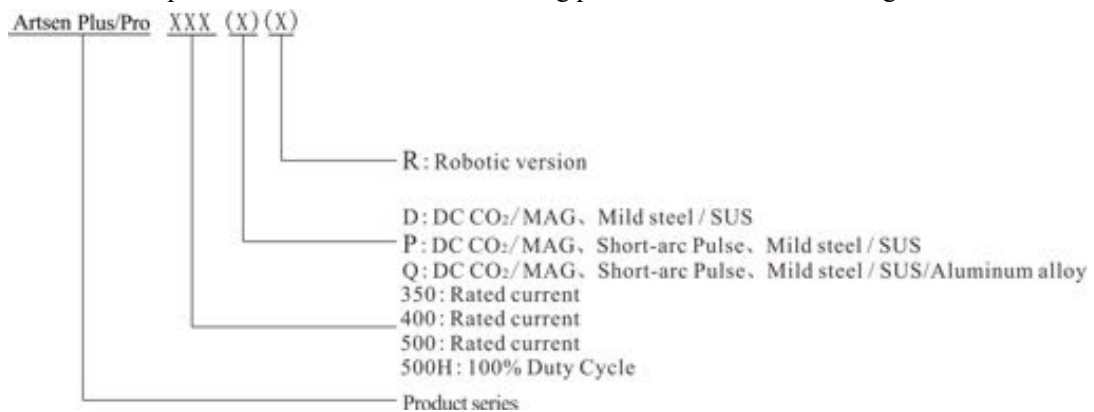 Artsen Plus/Pro XXX (X)(X)
R: Robotic version
D: DC CO₂/MAG、Mild steel / SUS
P: DC CO₂/MAG、Short-arc Pulse、Mild steel / SUS
Q: DC CO₂/MAG、Short-arc Pulse、Mild steel / SUS/Aluminum alloy
350: Rated current
400: Rated current
500: Rated current
500H: 100% Duty Cycle
Product series